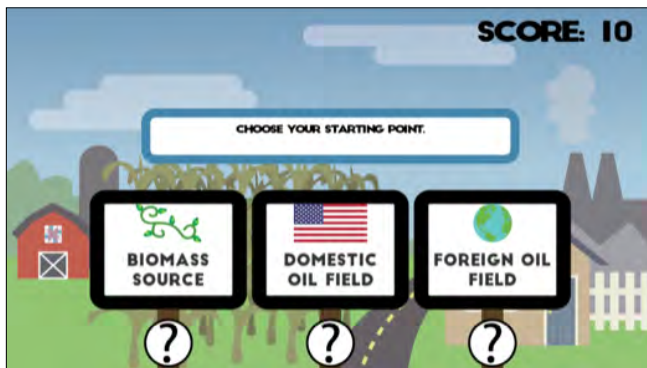 SCORE: 10
CHOOSE YOUR STARTING POINT.
BIOMASS
SOURCE
DOMESTIC
OIL FIELD
FOREIGN OIL
FIELD
?
?
?